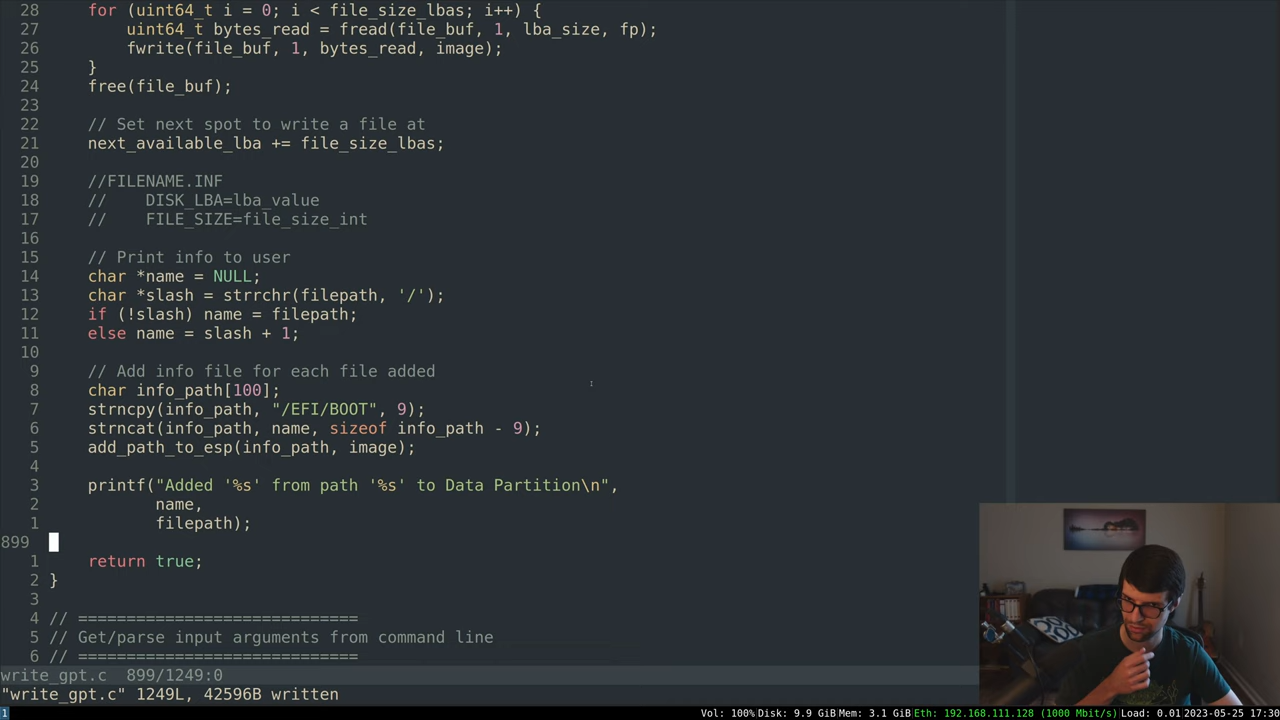 28     for (uint64_t i = 0; i < file_size_lbas; i++) {
27         uint64_t bytes_read = fread(file_buf, 1, lba_size, fp);
26         fwrite(file_buf, 1, bytes_read, image);
25     }
24     free(file_buf);
23
22     // Set next spot to write a file at
21     next_available_lba += file_size_lbas;
20
19     //FILENAME.INF
18     //    DISK_LBA=lba_value
17     //    FILE_SIZE=file_size_int
16
15     // Print info to user
14     char *name = NULL;
13     char *slash = strrchr(filepath, '/');
12     if (!slash) name = filepath;
11     else name = slash + 1;
10
9     // Add info file for each file added
8     char info_path[100];
7     strncpy(info_path, "/EFI/BOOT", 9);
6     strncat(info_path, name, sizeof info_path - 9);
5     add_path_to_esp(info_path, image);
4
3     printf("Added '%s' from path '%s' to Data Partition\n",
2            name,
1            filepath);
899
1     return true;
2 }
3
4 // =============================
5 // Get/parse input arguments from command line
6 // =============================
write_gpt.c  899/1249:0
"write_gpt.c" 1249L, 42596B written
1 Vol: 100% Disk: 9.9 GiB Mem: 3.1 GiB Eth: 192.168.111.128 (1000 Mbit/s) Load: 0.01 2023-05-25 17:30